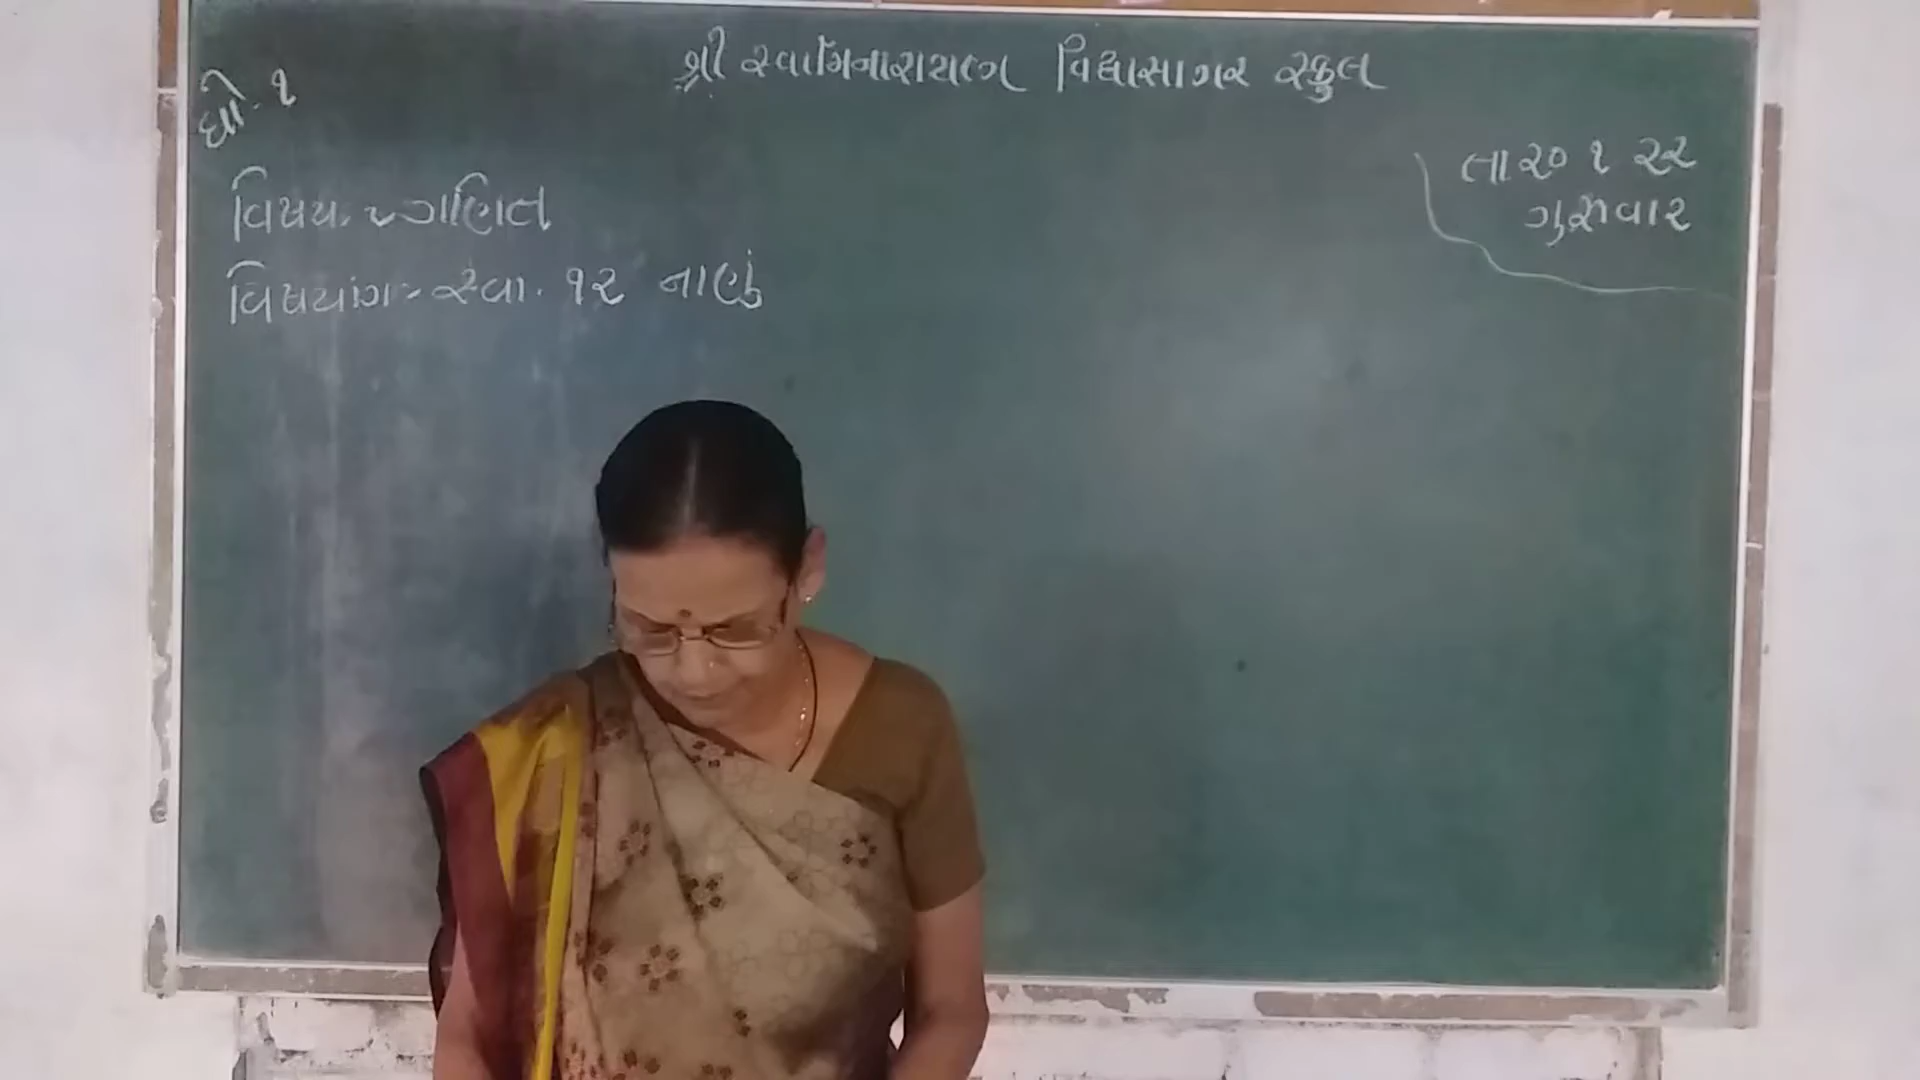 શ્રી સ્વામિનારાયણ વિદ્યાસાગર સ્કુલ
ધો. ૧
તા ૨૦ ૧ ૨૨
ગુરુવાર
વિષય :- ગણિત
વિષયાંગ :- સ્વા. ૧૨ નાણું